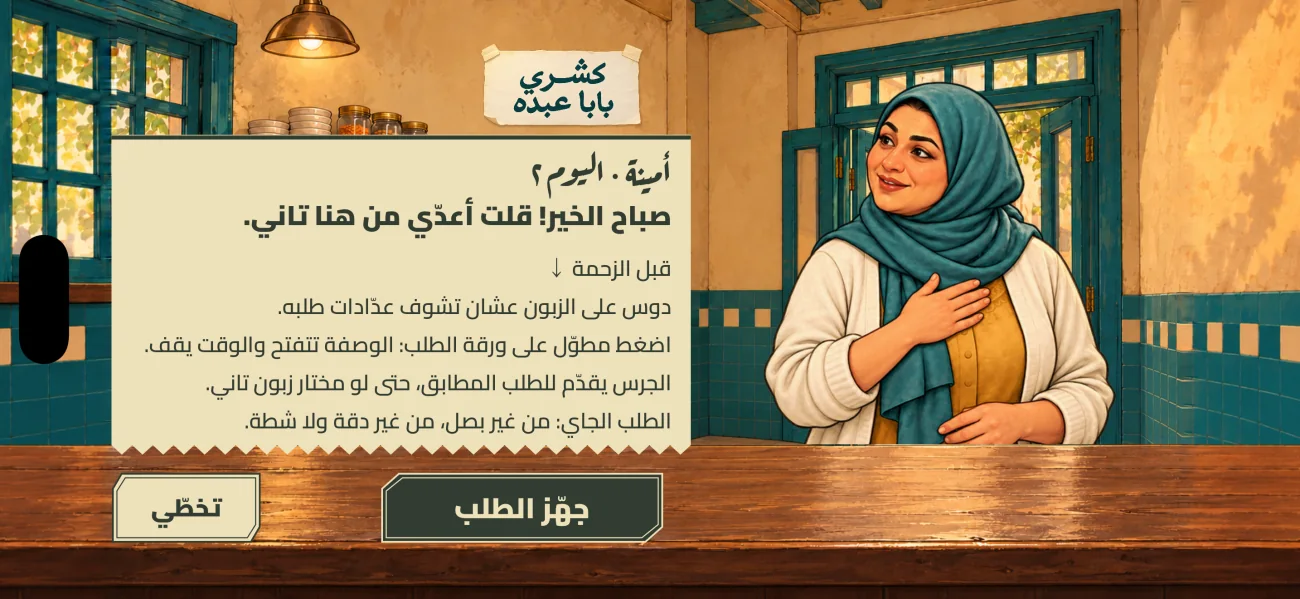 كشري
بابا عبده
أمينة . اليوم ٢
صباح الخير! قلت أعدّي من هنا تاني.
قبل الزحمة ↓
دوس على الزبون عشان تشوف عدّادات طلبه.
اضغط مطوّل على ورقة الطلب: الوصفة تتفتح والوقت يقف.
الجرس يقدّم للطلب المطابق، حتى لو مختار زبون تاني.
الطلب الجاي: من غير بصل، من غير دقة ولا شطة.
جهّز الطلب
تخطّي